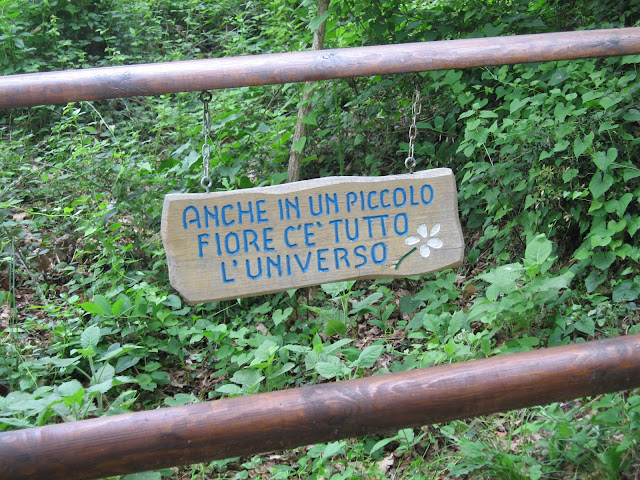 ANCHE IN UN PICCOLO
FIORE C'È TUTTO
L'UNIVERSO